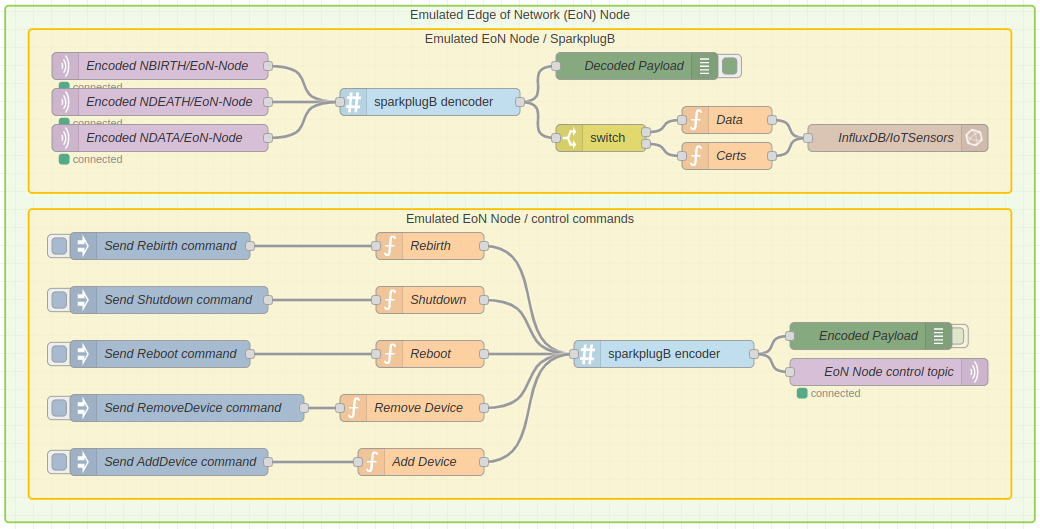 Emulated Edge of Network (EoN) Node
Emulated EoN Node / SparkplugB
Encoded NBIRTH/EoN-Node
connected
Encoded NDEATH/EoN-Node
connected
Encoded NDATA/EoN-Node
connected
sparkplugB dencoder
Decoded Payload
switch
Data
Certs
InfluxDB/IoTSensors
Emulated EoN Node / control commands
Send Rebirth command
Rebirth
Send Shutdown command
Shutdown
Send Reboot command
Reboot
Send RemoveDevice command
Remove Device
Send AddDevice command
Add Device
sparkplugB encoder
Encoded Payload
EoN Node control topic
connected